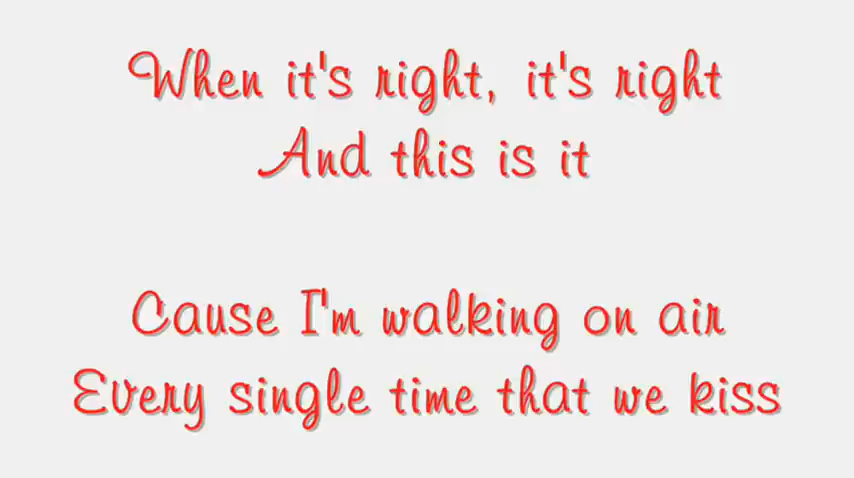 When it's right, it's right
And this is it
Cause I'm walking on air
Every single time that we kiss